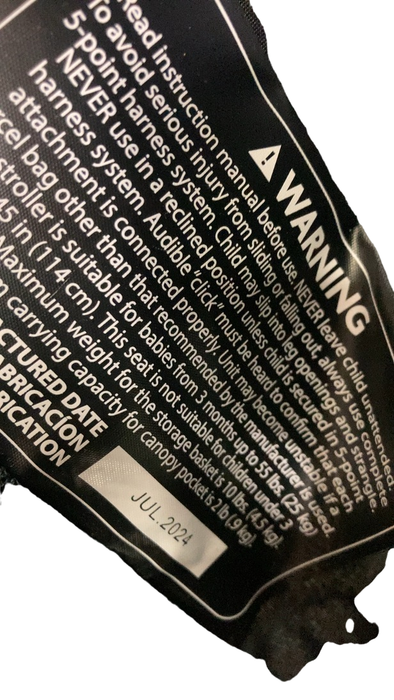 WARNING
Read instruction manual before use. NEVER leave child unattended.
To avoid serious injury from sliding or falling out, always use complete
5-point harness system. Child may slip into leg openings and strangle.
NEVER use in a reclined position unless child is secured in 5-point
harness system. Audible "click" must be heard to confirm that each
attachment is connected properly. Unit may become unstable if a
cel bag other than that recommended by the manufacturer is used.
stroller is suitable for babies from 3 months up to 55 lbs. (25 kg)
45 in (114 cm). This seat is not suitable for children under 3
Maximum weight for the storage basket is 10 lbs. (4.5 kg).
carrying capacity for canopy pocket is 2 lb (.9 kg).
CTURED DATE
BRICACIÓN
RICATION
JUL.2024